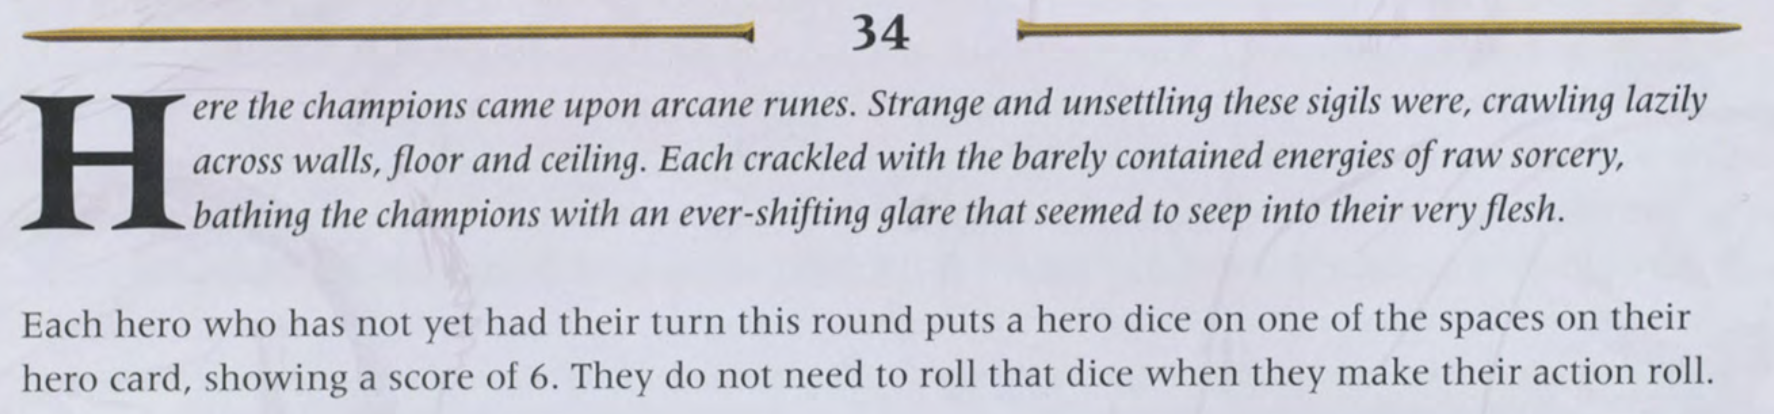 34
Here the champions came upon arcane runes. Strange and unsettling these sigils were, crawling lazily
across walls, floor and ceiling. Each crackled with the barely contained energies of raw sorcery,
bathing the champions with an ever-shifting glare that seemed to seep into their very flesh.
Each hero who has not yet had their turn this round puts a hero dice on one of the spaces on their
hero card, showing a score of 6. They do not need to roll that dice when they make their action roll.